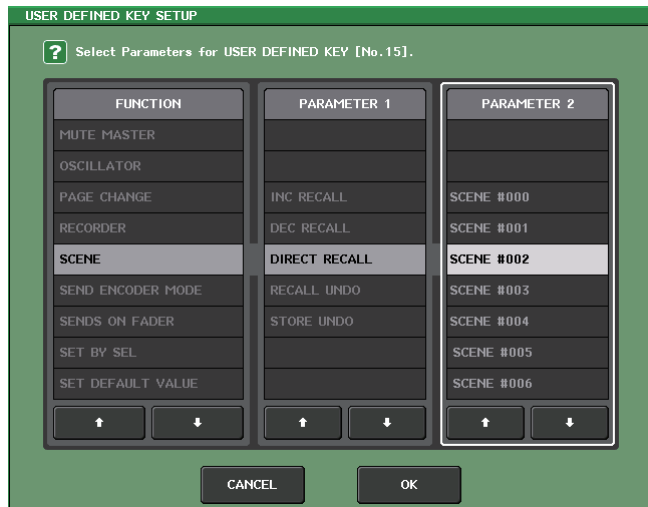 USER DEFINED KEY SETUP
? Select Parameters for USER DEFINED KEY [No.15].
FUNCTION PARAMETER 1 PARAMETER 2
MUTE MASTER
OSCILLATOR
PAGE CHANGE INC RECALL SCENE #000
RECORDER DEC RECALL SCENE #001
SCENE DIRECT RECALL SCENE #002
SEND ENCODER MODE RECALL UNDO SCENE #003
SENDS ON FADER STORE UNDO SCENE #004
SET BY SEL SCENE #005
SET DEFAULT VALUE SCENE #006
CANCEL OK